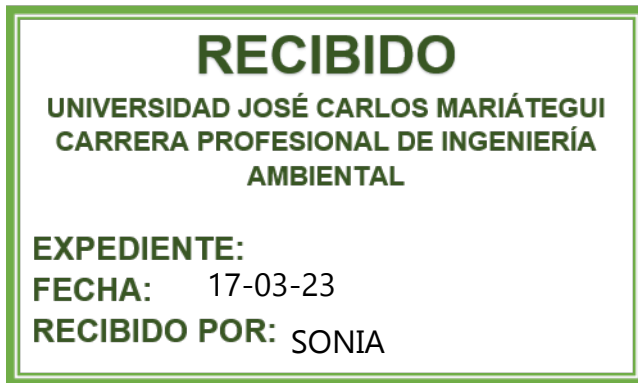 RECIBIDO
UNIVERSIDAD JOSÉ CARLOS MARIÁTEGUI
CARRERA PROFESIONAL DE INGENIERÍA
AMBIENTAL
EXPEDIENTE:
FECHA: 17-03-23
RECIBIDO POR: SONIA